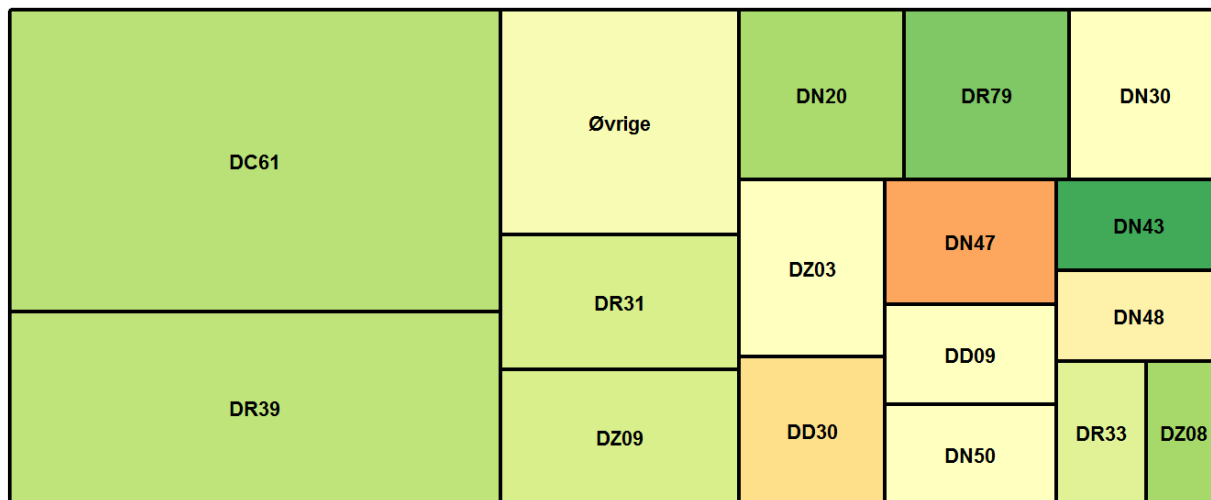 DC61
DR39
Øvrige
DR31
DZ09
DN20
DR79
DN30
DZ03
DD30
DN47
DD09
DN50
DN43
DN48
DR33
DZ08